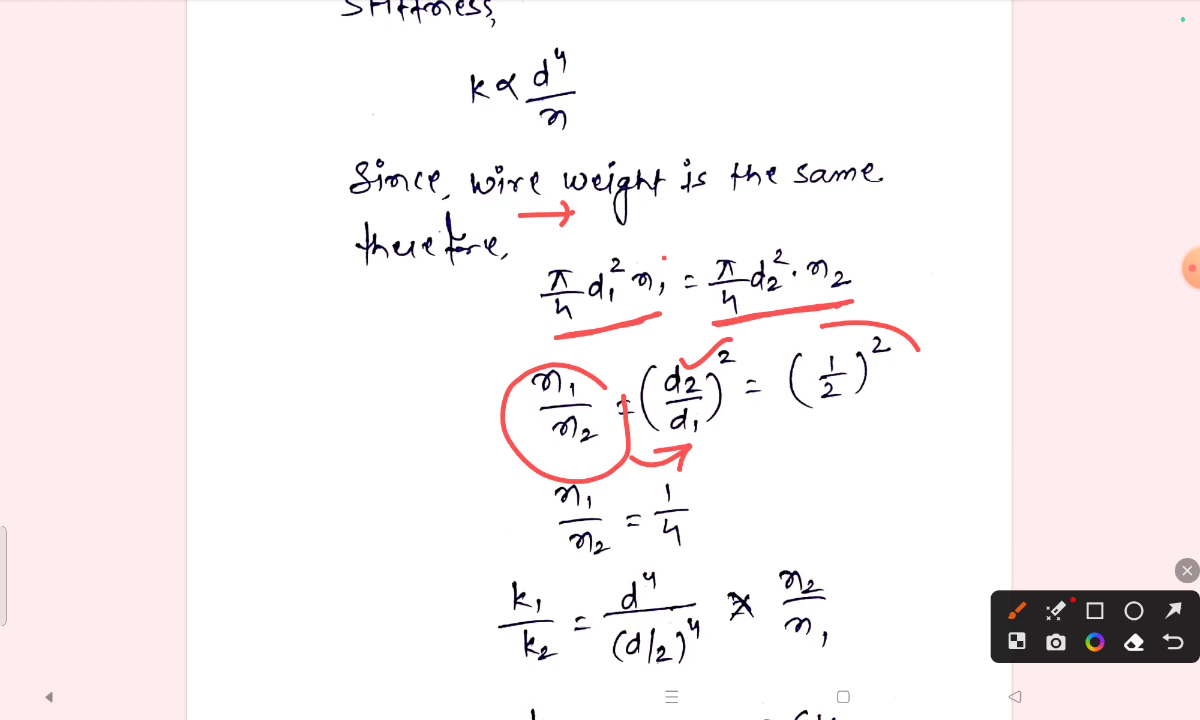 Stiffness,
k ∝ d⁴/n
Since, wire weight is the same
therefore,
π/4 d₁² n₁ = π/4 d₂² . n₂
n₁/n₂ = (d₂/d₁)² = (1/2)²
n₁/n₂ = 1/4
k₁/k₂ = d⁴/(d/2)⁴ × n₂/n₁